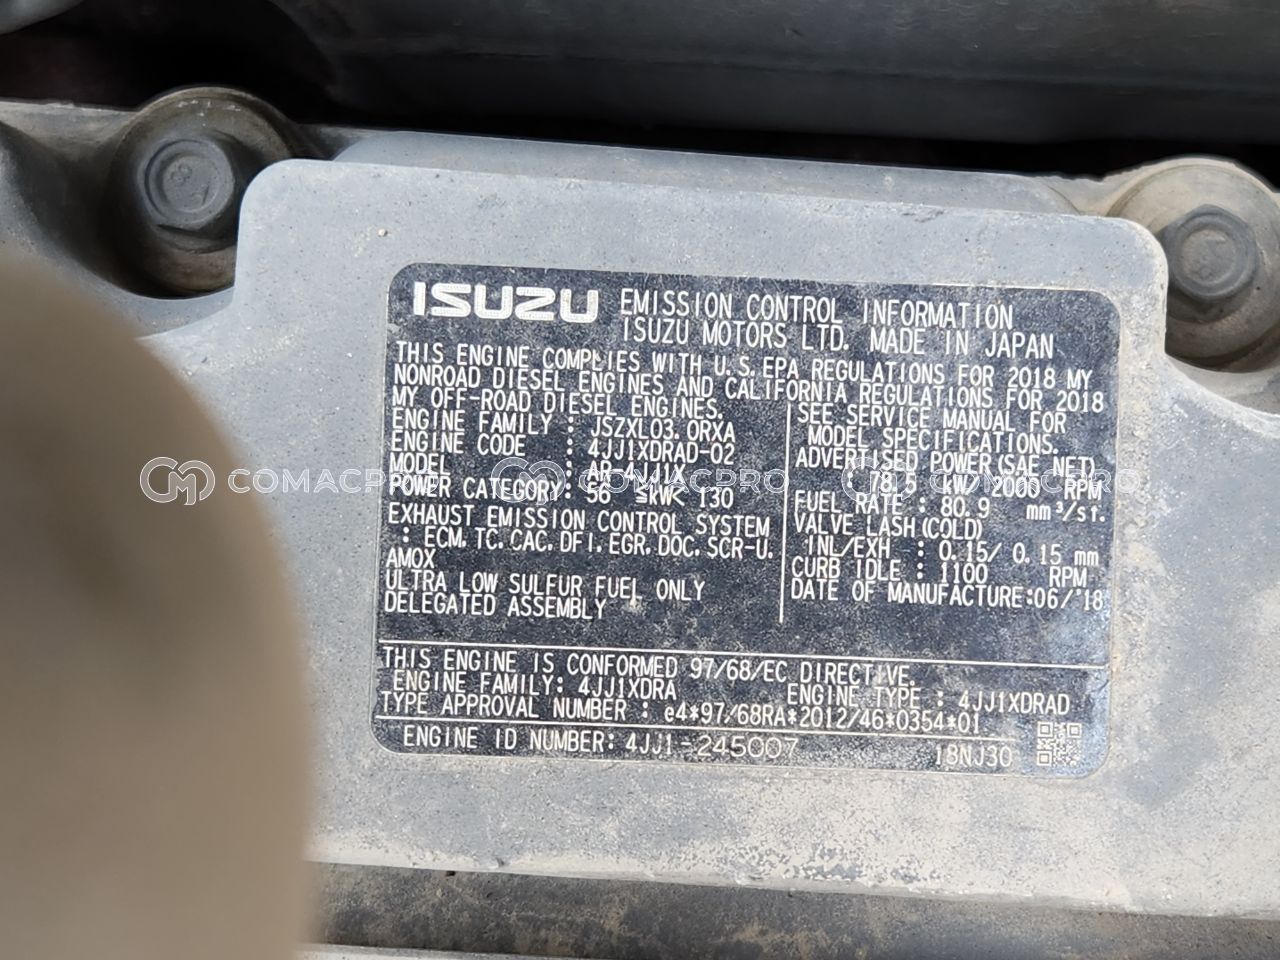 ISUZU EMISSION CONTROL INFORMATION
ISUZU MOTORS LTD. MADE IN JAPAN
THIS ENGINE COMPLIES WITH U.S.EPA REGULATIONS FOR 2018 MY
NONROAD DIESEL ENGINES AND CALIFORNIA REGULATIONS FOR 2018
MY OFF-ROAD DIESEL ENGINES.
ENGINE FAMILY : JSZXL03.0RXA
ENGINE CODE : 4JJ1XDRAD-02
MODEL : AR-4JJ1X
POWER CATEGORY: 56 ≦kW< 130
EXHAUST EMISSION CONTROL SYSTEM
: ECM.TC.CAC.DFI.EGR.DOC.SCR-U.
AMOX
ULTRA LOW SULFUR FUEL ONLY
DELEGATED ASSEMBLY
SEE SERVICE MANUAL FOR
MODEL SPECIFICATIONS.
ADVERTISED POWER(SAE NET)
: 78.5 kW/ 2000 RPM
FUEL RATE : 80.9 mm³/st.
VALVE LASH(COLD)
INL/EXH : 0.15/ 0.15 mm
CURB IDLE : 1100 RPM
DATE OF MANUFACTURE:06/'18
THIS ENGINE IS CONFORMED 97/68/EC DIRECTIVE.
ENGINE FAMILY: 4JJ1XDRA ENGINE TYPE : 4JJ1XDRAD
TYPE APPROVAL NUMBER : e4*97/68RA*2012/46*0354*01
ENGINE ID NUMBER: 4JJ1-245007 18NJ30
COMACPRO COMACPRO COMACPRO
8